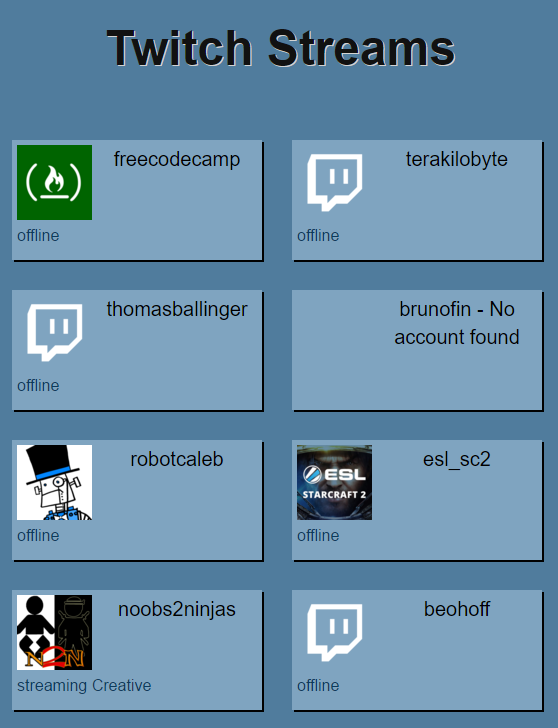 Twitch Streams
freecodecamp
offline
terakilobyte
offline
thomasballinger
offline
brunofin - No
account found
robotcaleb
offline
esl_sc2
ESL
STARCRAFT 2
offline
noobs2ninjas
N2N
streaming Creative
beohoff
offline